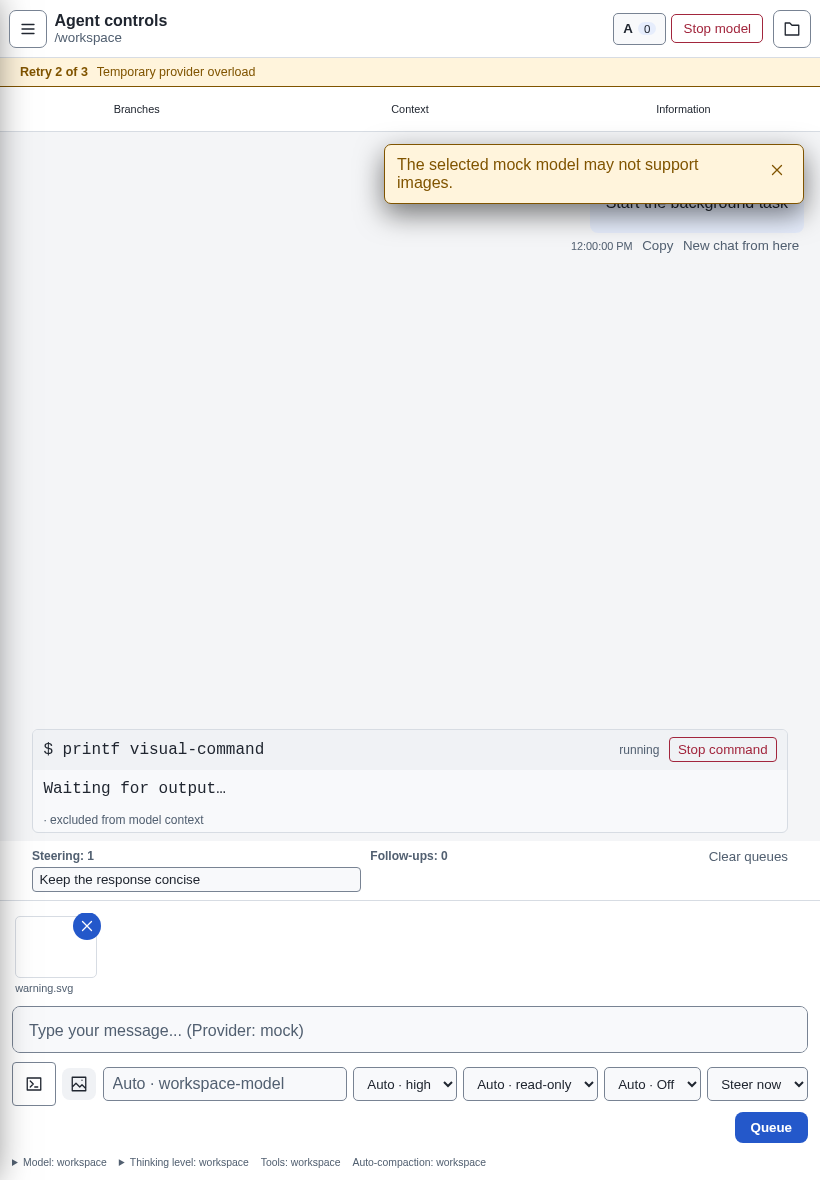 Agent controls
/workspace
A 0 Stop model
Retry 2 of 3 Temporary provider overload
Branches Context Information
The selected mock model may not support
images.
Start the background task
12:00:00 PM Copy New chat from here
$ printf visual-command running Stop command
Waiting for output…
· excluded from model context
Steering: 1 Follow-ups: 0 Clear queues
Keep the response concise
warning.svg
Type your message... (Provider: mock)
Auto · workspace-model Auto · high Auto · read-only Auto · Off Steer now
Queue
Model: workspace Thinking level: workspace Tools: workspace Auto-compaction: workspace